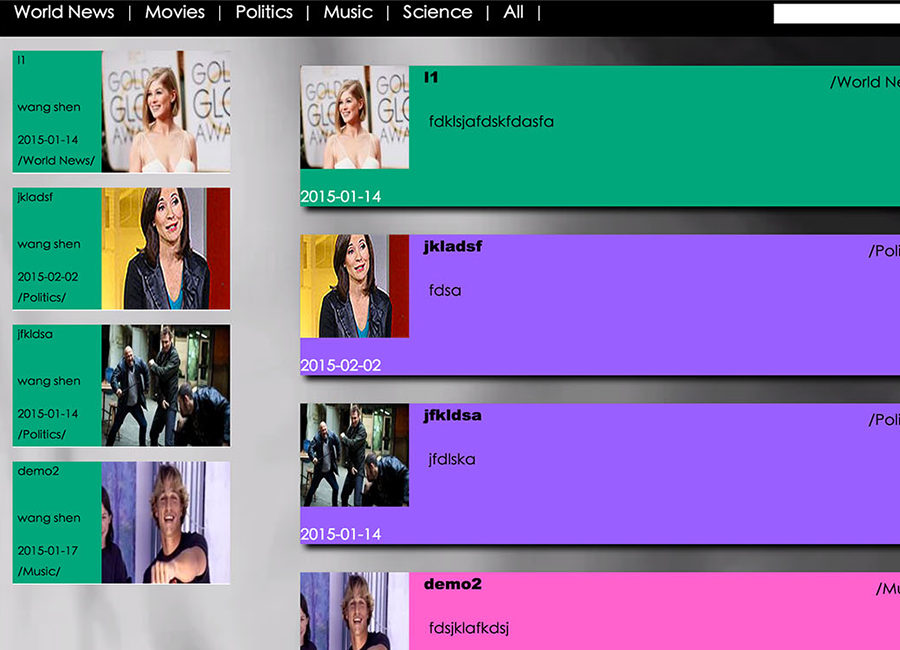 World News | Movies | Politics | Music | Science | All |
l1
wang shen
2015-01-14
/World News/
GOLDEN
GLO
AWA
jkladsf
wang shen
2015-02-02
/Politics/
jfkldsa
wang shen
2015-01-14
/Politics/
demo2
wang shen
2015-01-17
/Music/
l1
/World Ne
fdklsjafdskfdasfa
2015-01-14
jkladsf
/Poli
fdsa
2015-02-02
jfkldsa
/Poli
jfdlska
2015-01-14
demo2
/Mu
fdsjklafkdsj